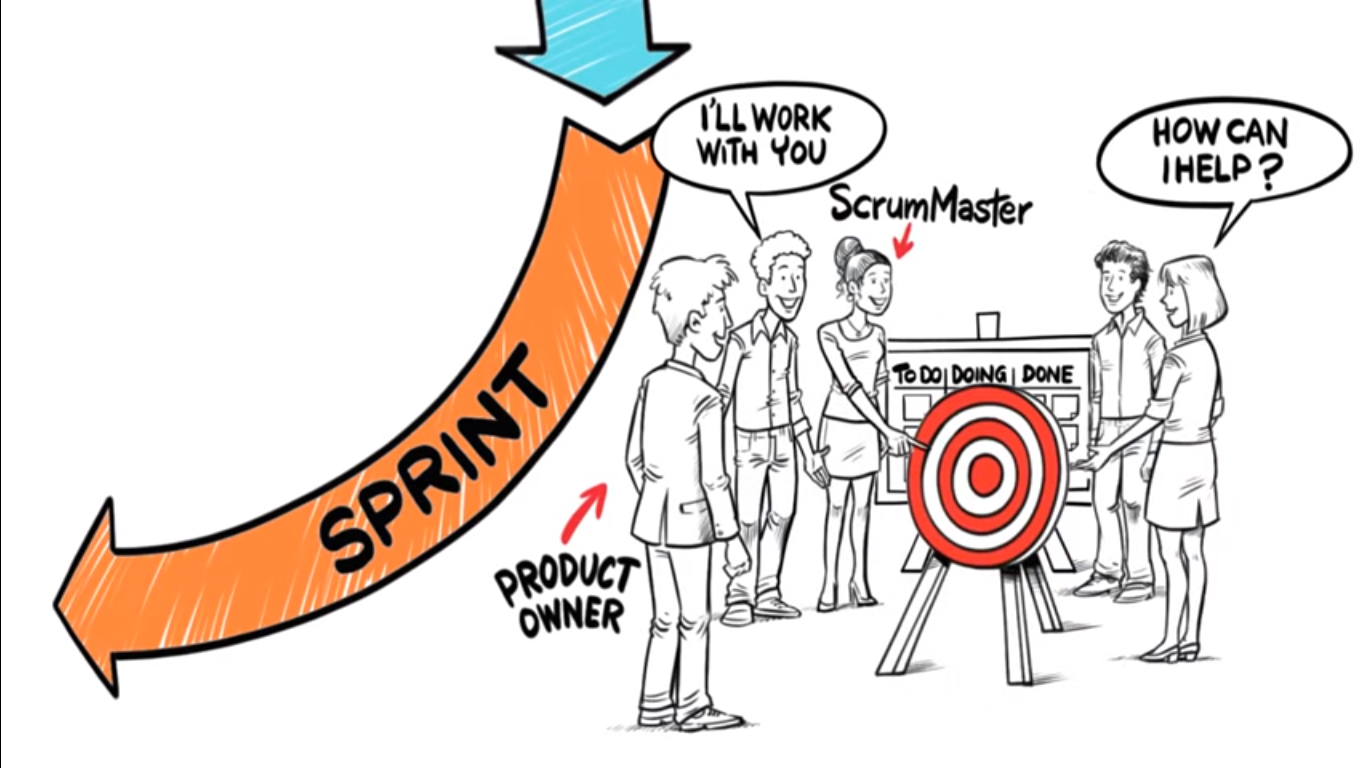 I'LL WORK
WITH YOU
HOW CAN
I HELP?
ScrumMaster
TO DO | DOING | DONE
SPRINT
PRODUCT
OWNER